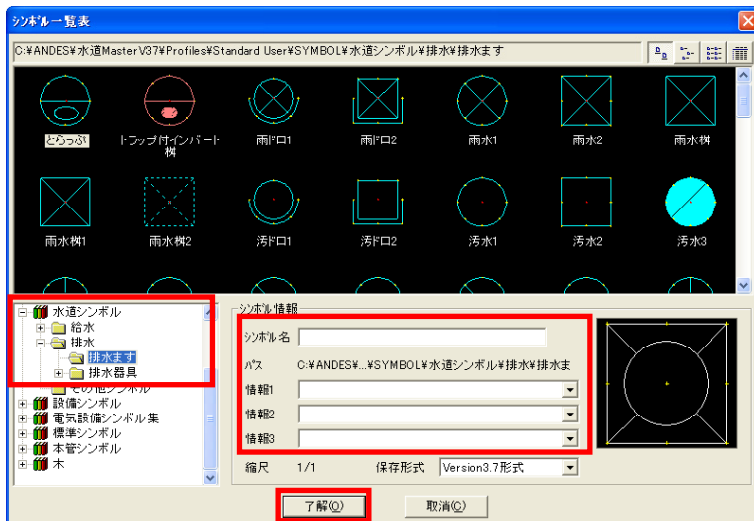 シンボル一覧表
C:¥ANDES¥水道MasterV37¥Profiles¥Standard User¥SYMBOL¥水道シンボル¥排水¥排水ます
とらっぷ トラップ付インバート桝 雨ドロ1 雨ドロ2 雨水1 雨水2 雨水桝
雨水桝1 雨水桝2 汚ドロ1 汚ドロ2 汚水1 汚水2 汚水3
水道シンボル
給水
排水
排水ます
排水器具
その他シンボル
設備シンボル
電気設備シンボル集
標準シンボル
本管シンボル
木
シンボル情報
シンボル名
パス C:¥ANDES¥...¥SYMBOL¥水道シンボル¥排水¥排水ま
情報1
情報2
情報3
縮尺 1/1 保存形式 Version3.7形式
了解(O) 取消(C)